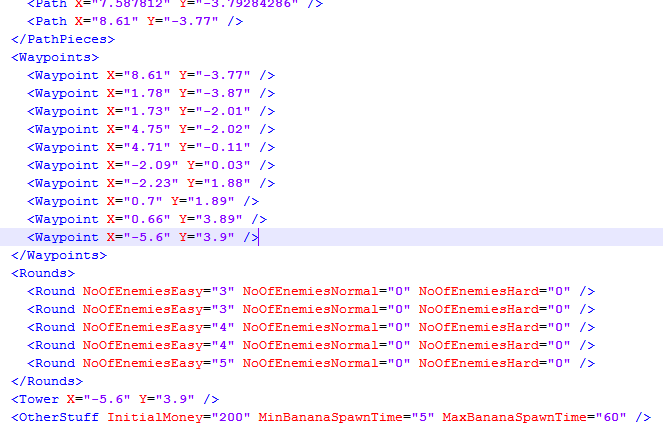 <Path X="7.587812" Y="-3.79284286" />
<Path X="8.61" Y="-3.77" />
</PathPieces>
<Waypoints>
<Waypoint X="8.61" Y="-3.77" />
<Waypoint X="1.78" Y="-3.87" />
<Waypoint X="1.73" Y="-2.01" />
<Waypoint X="4.75" Y="-2.02" />
<Waypoint X="4.71" Y="-0.11" />
<Waypoint X="-2.09" Y="0.03" />
<Waypoint X="-2.23" Y="1.88" />
<Waypoint X="0.7" Y="1.89" />
<Waypoint X="0.66" Y="3.89" />
<Waypoint X="-5.6" Y="3.9" />
</Waypoints>
<Rounds>
<Round NoOfEnemiesEasy="3" NoOfEnemiesNormal="0" NoOfEnemiesHard="0" />
<Round NoOfEnemiesEasy="3" NoOfEnemiesNormal="0" NoOfEnemiesHard="0" />
<Round NoOfEnemiesEasy="4" NoOfEnemiesNormal="0" NoOfEnemiesHard="0" />
<Round NoOfEnemiesEasy="4" NoOfEnemiesNormal="0" NoOfEnemiesHard="0" />
<Round NoOfEnemiesEasy="5" NoOfEnemiesNormal="0" NoOfEnemiesHard="0" />
</Rounds>
<Tower X="-5.6" Y="3.9" />
<OtherStuff InitialMoney="200" MinBananaSpawnTime="5" MaxBananaSpawnTime="60" />